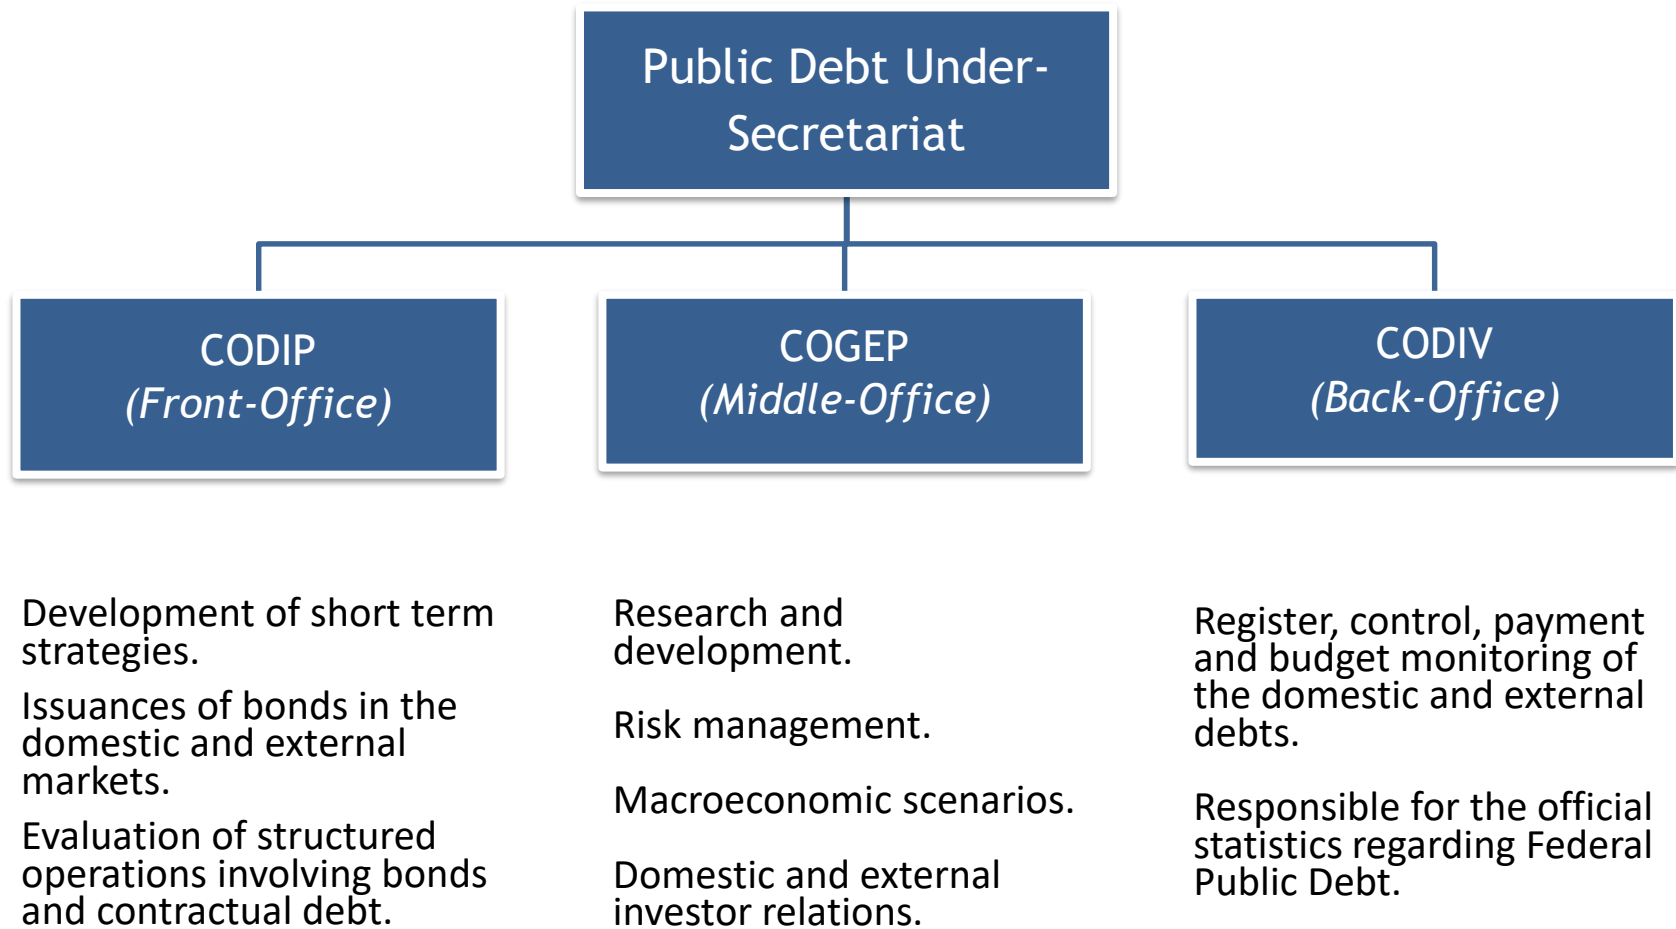 Public Debt Under-
Secretariat
CODIP
(Front-Office)
COGEP
(Middle-Office)
CODIV
(Back-Office)
Development of short term
strategies.
Issuances of bonds in the
domestic and external
markets.
Evaluation of structured
operations involving bonds
and contractual debt.
Research and
development.
Risk management.
Macroeconomic scenarios.
Domestic and external
investor relations.
Register, control, payment
and budget monitoring of
the domestic and external
debts.
Responsible for the official
statistics regarding Federal
Public Debt.